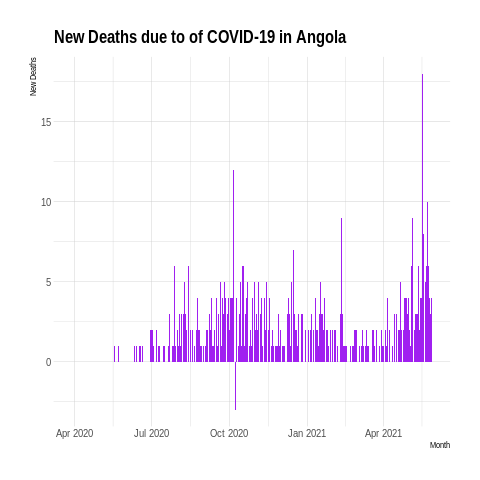 New Deaths due to of COVID-19 in Angola
New Deaths
15
10
5
0
Apr 2020 Jul 2020 Oct 2020 Jan 2021 Apr 2021
Month